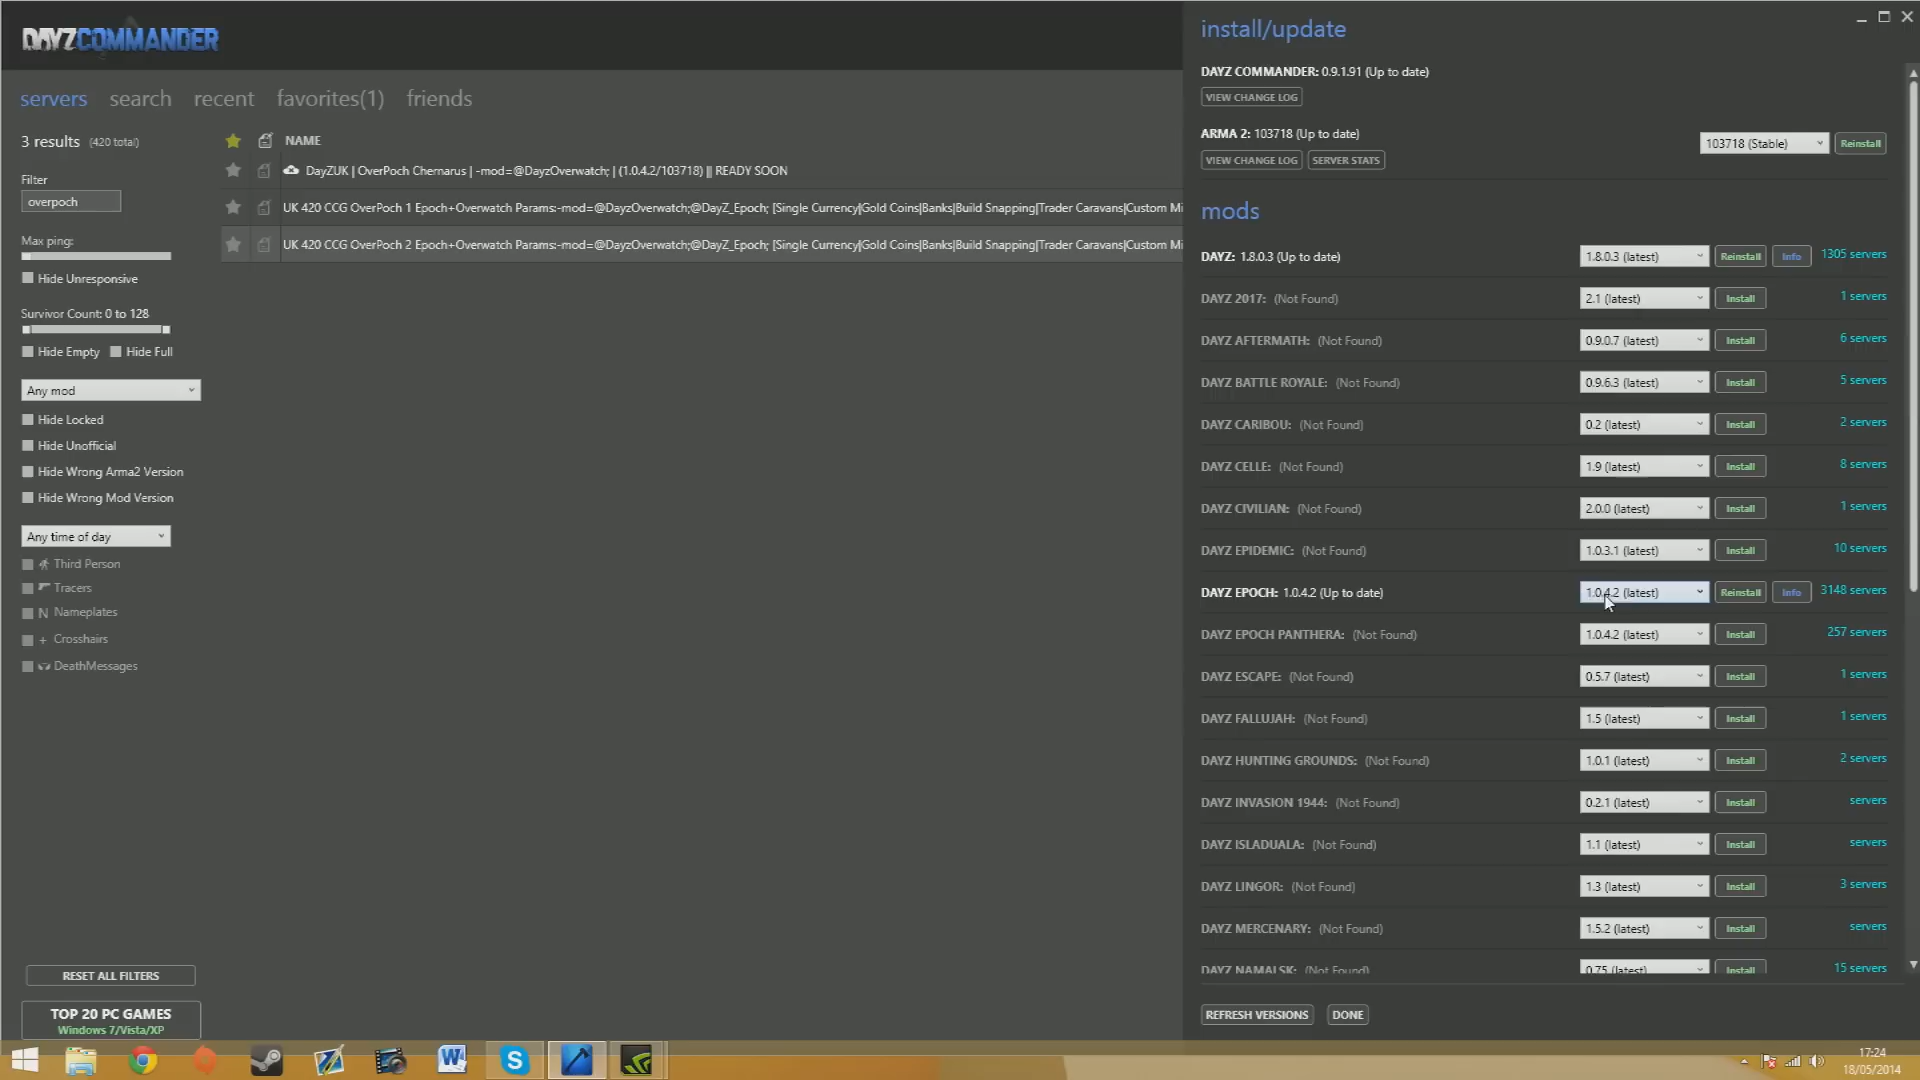 DAYZCOMMANDER
servers search recent favorites(1) friends
3 results (420 total)
Filter
overpoch
Max ping:
Hide Unresponsive
Survivor Count: 0 to 128
Hide Empty Hide Full
Any mod
Hide Locked
Hide Unofficial
Hide Wrong Arma2 Version
Hide Wrong Mod Version
Any time of day
Third Person
Tracers
N Nameplates
Crosshairs
DeathMessages
RESET ALL FILTERS
TOP 20 PC GAMES
Windows 7/Vista/XP
NAME
DayZUK | OverPoch Chernarus | -mod=@DayzOverwatch; | (1.0.4.2/103718) || READY SOON
UK 420 CCG OverPoch 1 Epoch+Overwatch Params:-mod=@DayzOverwatch;@DayZ_Epoch; [Single Currency|Gold Coins|Banks|Build Snapping|Trader Caravans|Custom Mi
UK 420 CCG OverPoch 2 Epoch+Overwatch Params:-mod=@DayzOverwatch;@DayZ_Epoch; [Single Currency|Gold Coins|Banks|Build Snapping|Trader Caravans|Custom Mi
install/update
DAYZ COMMANDER: 0.9.1.91 (Up to date)
VIEW CHANGE LOG
ARMA 2: 103718 (Up to date) 103718 (Stable) Reinstall
VIEW CHANGE LOG SERVER STATS
mods
DAYZ: 1.8.0.3 (Up to date) 1.8.0.3 (latest) Reinstall Info 1305 servers
DAYZ 2017: (Not Found) 2.1 (latest) Install 1 servers
DAYZ AFTERMATH: (Not Found) 0.9.0.7 (latest) Install 6 servers
DAYZ BATTLE ROYALE: (Not Found) 0.9.6.3 (latest) Install 5 servers
DAYZ CARIBOU: (Not Found) 0.2 (latest) Install 2 servers
DAYZ CELLE: (Not Found) 1.9 (latest) Install 8 servers
DAYZ CIVILIAN: (Not Found) 2.0.0 (latest) Install 1 servers
DAYZ EPIDEMIC: (Not Found) 1.0.3.1 (latest) Install 10 servers
DAYZ EPOCH: 1.0.4.2 (Up to date) 1.0.4.2 (latest) Reinstall Info 3148 servers
DAYZ EPOCH PANTHERA: (Not Found) 1.0.4.2 (latest) Install 257 servers
DAYZ ESCAPE: (Not Found) 0.5.7 (latest) Install 1 servers
DAYZ FALLUJAH: (Not Found) 1.5 (latest) Install 1 servers
DAYZ HUNTING GROUNDS: (Not Found) 1.0.1 (latest) Install 2 servers
DAYZ INVASION 1944: (Not Found) 0.2.1 (latest) Install servers
DAYZ ISLADUALA: (Not Found) 1.1 (latest) Install servers
DAYZ LINGOR: (Not Found) 1.3 (latest) Install 3 servers
DAYZ MERCENARY: (Not Found) 1.5.2 (latest) Install servers
DAYZ NAMALSK: (Not Found) 0.75 (latest) Install 15 servers
REFRESH VERSIONS DONE
17:24
18/05/2014